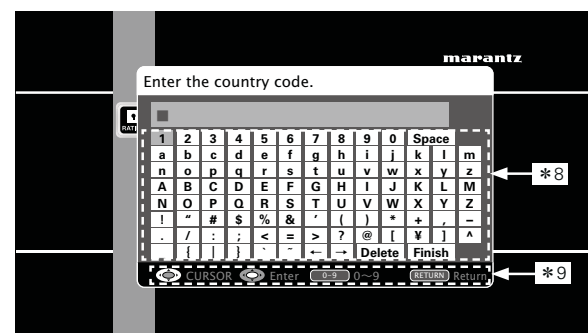 marantz
Enter the country code.
RATING
1 2 3 4 5 6 7 8 9 0 Space
a b c d e f g h i j k l m
n o p q r s t u v w x y z
A B C D E F G H I J K L M
N O P Q R S T U V W X Y Z
! “ # $ % & ‘ ( ) * + , –
. / : ; < = > ? @ [ ¥ ] ^
_ { | } ` ~ ← → Delete Finish
CURSOR Enter 0-9 0～9 RETURN Return
*8
*9